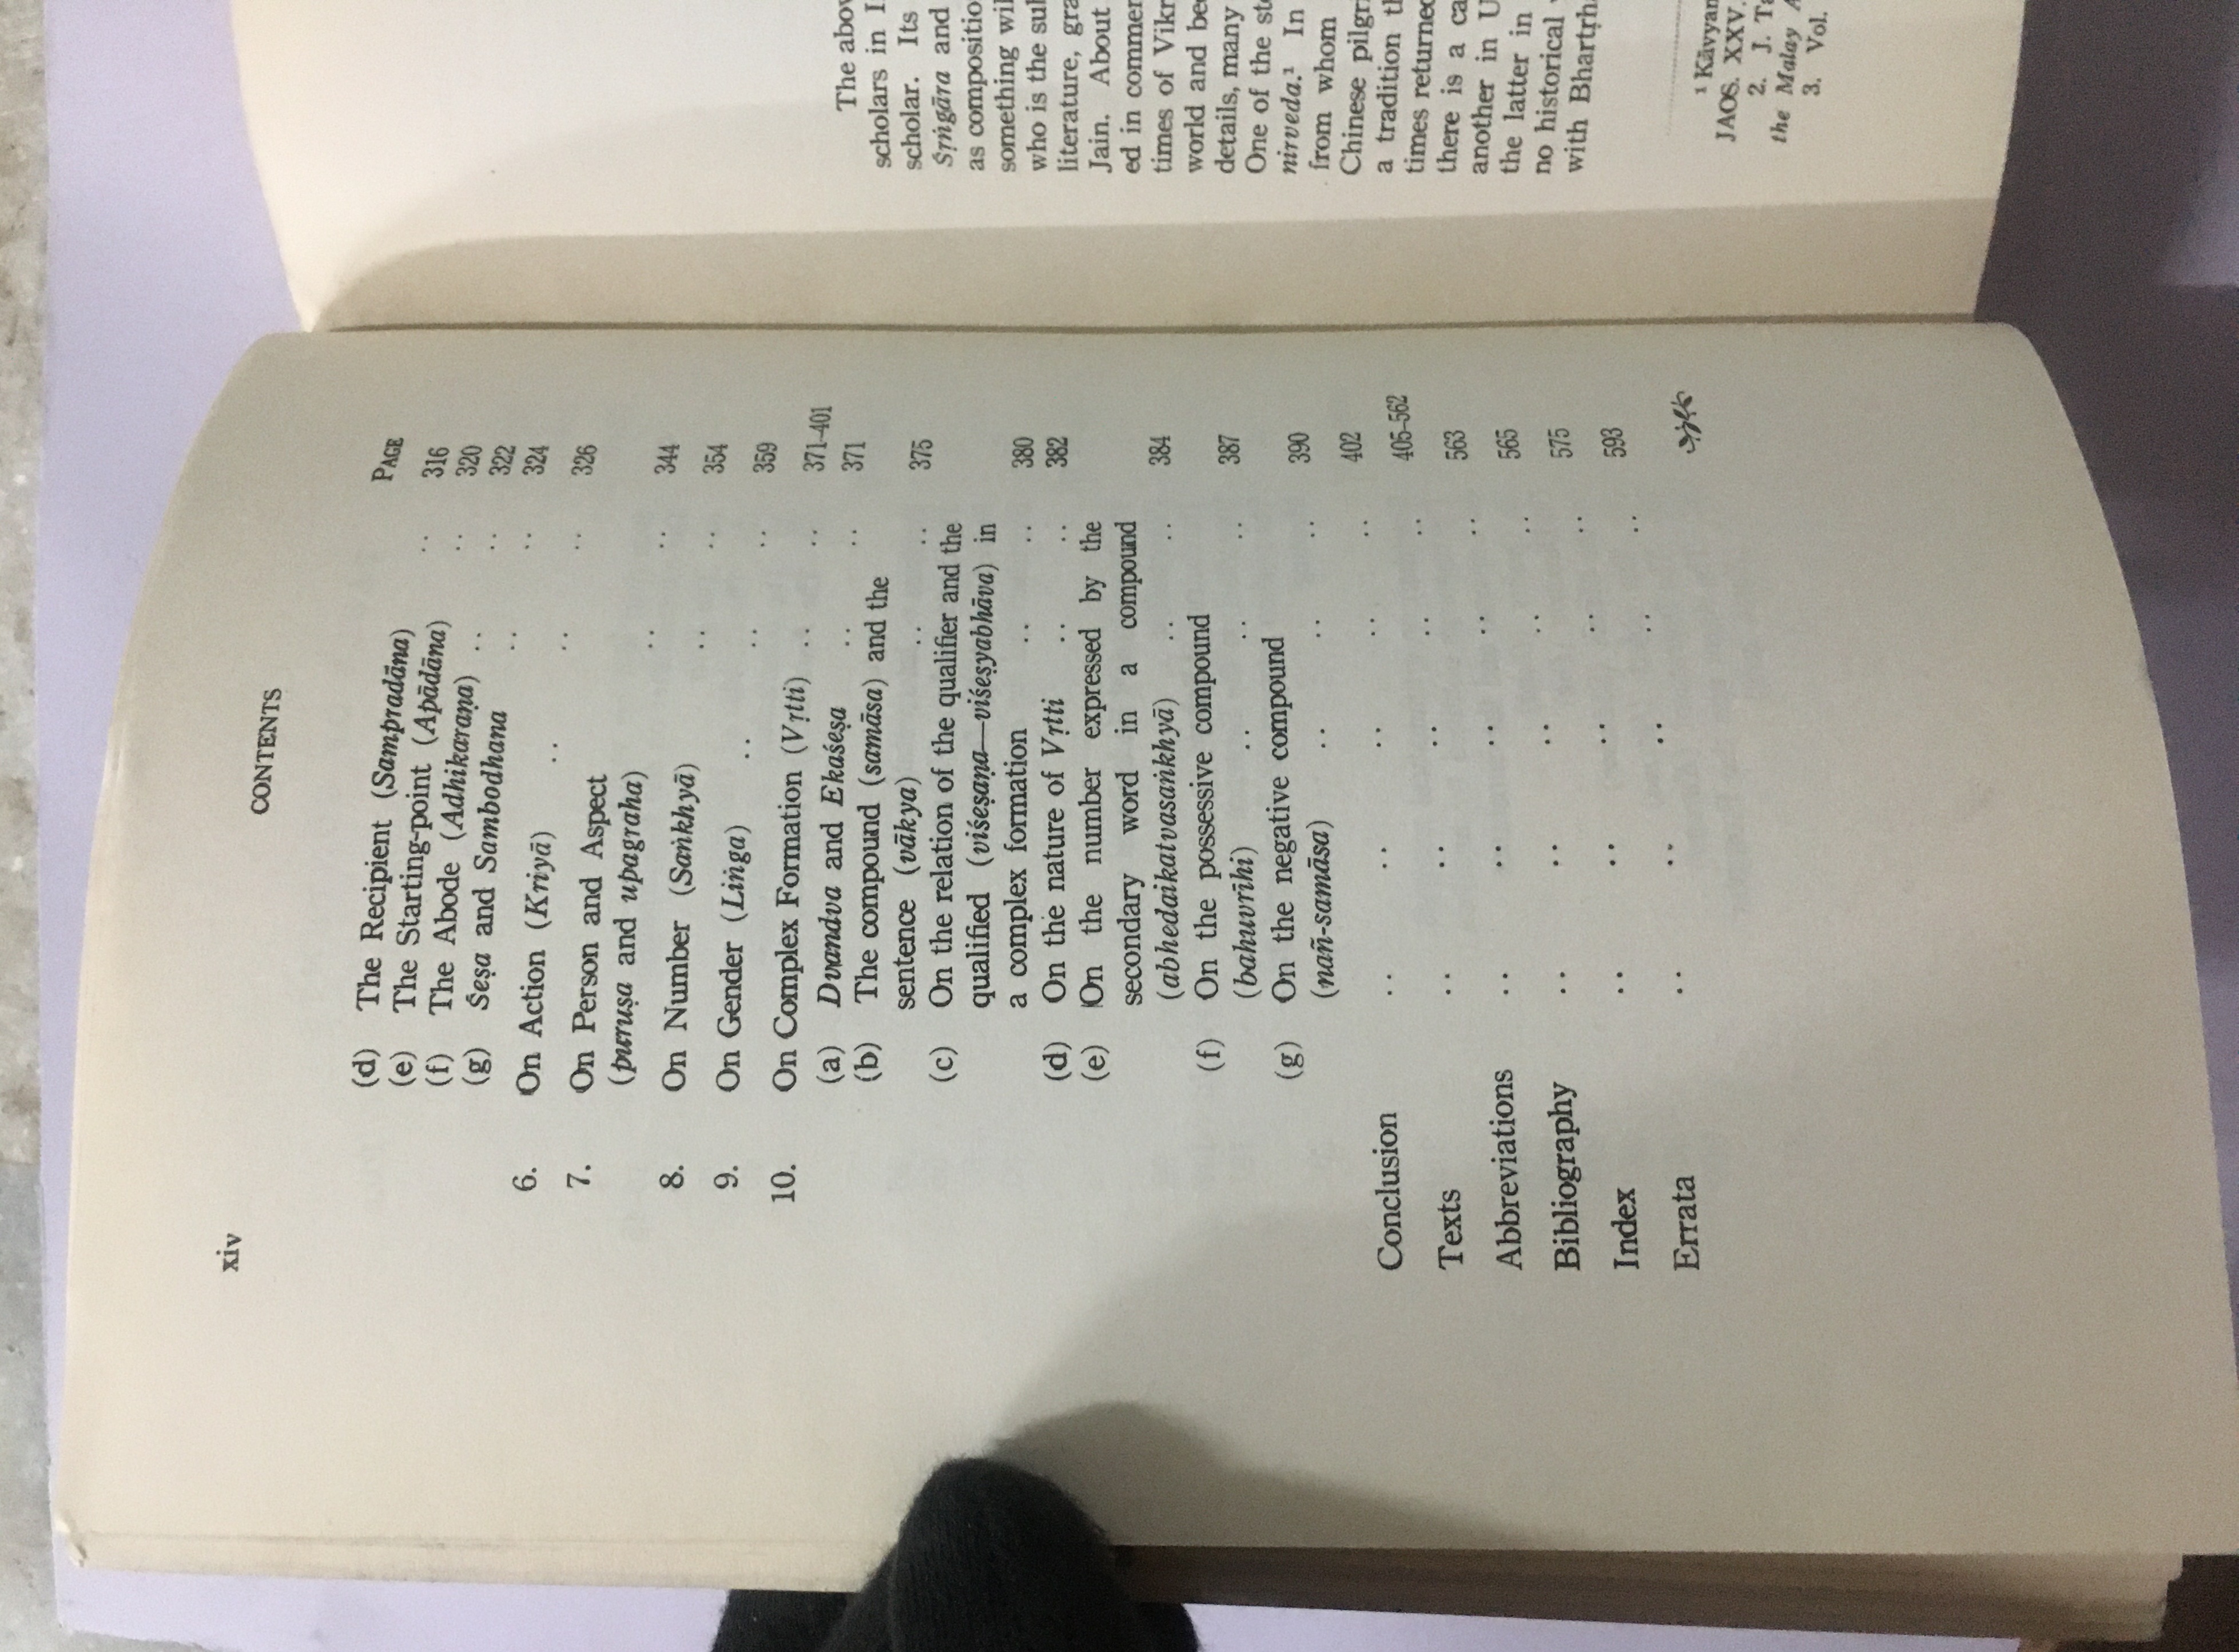 xiv
CONTENTS
PAGE
(d) The Recipient (Sampradāna) .. 316
(e) The Starting-point (Apādāna) .. 320
(f) The Abode (Adhikaraṇa) .. .. 322
(g) Śeṣa and Sambodhana .. .. 324
6. On Action (Kriyā) .. .. .. 326
7. On Person and Aspect
(puruṣa and upagraha) .. .. 344
8. On Number (Saṅkhyā) .. .. 354
9. On Gender (Liṅga) .. .. .. 359
10. On Complex Formation (Vṛtti) .. .. 371-401
(a) Dvandva and Ekaśeṣa .. .. 371
(b) The compound (samāsa) and the
sentence (vākya) .. .. 375
(c) On the relation of the qualifier and the
qualified (viśeṣaṇa—viśeṣyabhāva) in
a complex formation .. .. 380
(d) On the nature of Vṛtti .. .. 382
(e) On the number expressed by the
secondary word in a compound
(abhedaikatvasaṅkhyā) .. .. 384
(f) On the possessive compound
(bahuvrīhi) .. .. .. 387
(g) On the negative compound
(nañ-samāsa) .. .. .. 390
Conclusion .. .. .. .. .. 402
Texts .. .. .. .. .. 405-562
Abbreviations .. .. .. .. .. 563
Bibliography .. .. .. .. .. 565
Index .. .. .. .. .. 575
Errata .. .. .. .. .. 593
The abov
scholars in I
scholar. Its
Śṛṅgāra and
as compositio
something wil
who is the sul
literature, gra
Jain. About
ed in commer
times of Vikr
world and be
details, many
One of the st
nirveda.¹ In
from whom
Chinese pilgri
a tradition th
times returned
there is a ca
another in U
the latter in
no historical
with Bhartṛh
¹ Kāvyam
JAOS. XXV.
2. J. Ta
the Malay A
3. Vol.